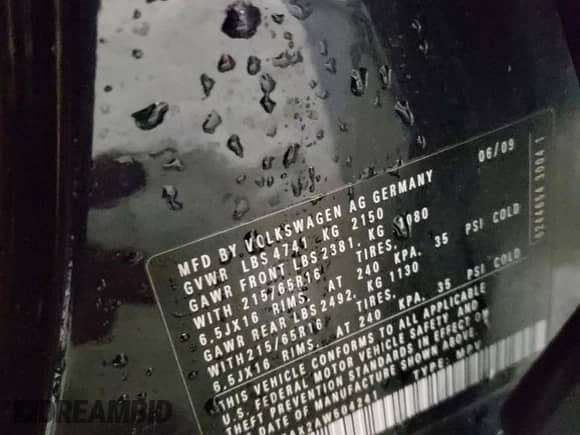 06/09
MFD BY VOLKSWAGEN AG GERMANY
GVWR LBS 4741 KG 2150
GAWR FRONT LBS 2381, KG 1080
WITH 215/65R16 TIRES,
6.5JX16 RIMS, AT 240 KPA, 35 PSI COLD
GAWR REAR LBS 2492, KG 1130
WITH 215/65R16 TIRES,
6.5JX16 RIMS, AT 240 KPA, 35 PSI COLD
THIS VEHICLE CONFORMS TO ALL APPLICABLE
U.S. FEDERAL MOTOR VEHICLE SAFETY AND
THEFT PREVENTION STANDARDS IN EFFECT ON
DATE OF MANUFACTURE SHOWN ABOVE.
TYPE: MPV
DREAMBID